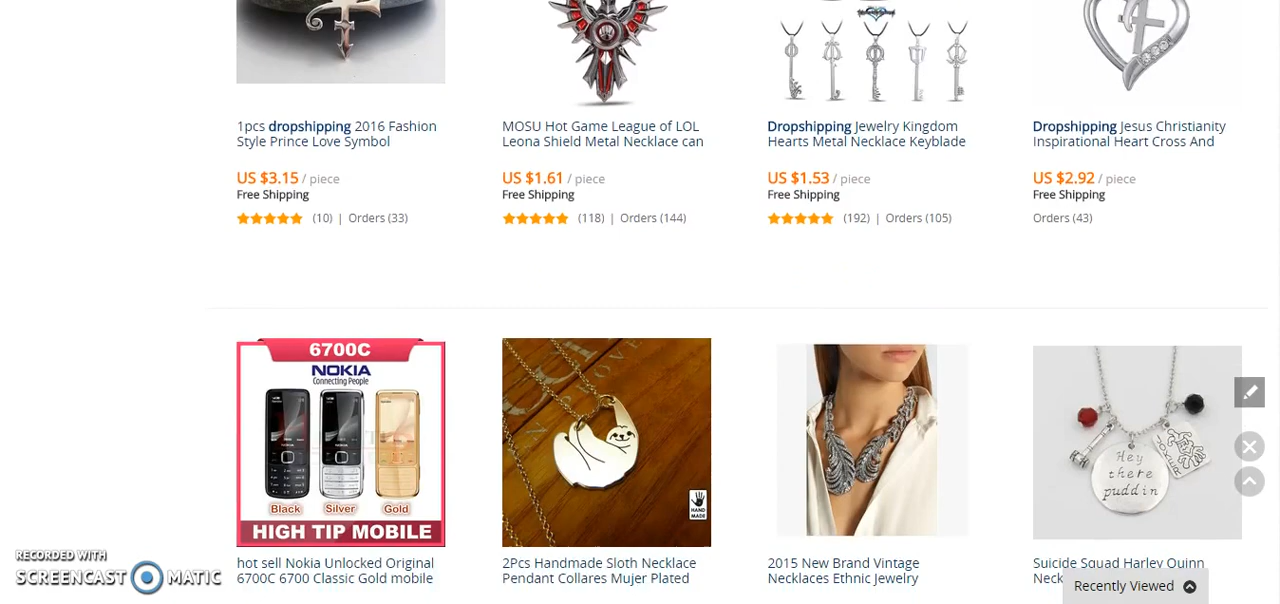 1pcs dropshipping 2016 Fashion
Style Prince Love Symbol
US $3.15 / piece
Free Shipping
(10) | Orders (33)
MOSU Hot Game League of LOL
Leona Shield Metal Necklace can
US $1.61 / piece
Free Shipping
(118) | Orders (144)
Dropshipping Jewelry Kingdom
Hearts Metal Necklace Keyblade
US $1.53 / piece
Free Shipping
(192) | Orders (105)
Dropshipping Jesus Christianity
Inspirational Heart Cross And
US $2.92 / piece
Free Shipping
Orders (43)
6700C
NOKIA
Connecting People
Black Silver Gold
HIGH TIP MOBILE
hot sell Nokia Unlocked Original
6700C 6700 Classic Gold mobile
HAND
MADE
2Pcs Handmade Sloth Necklace
Pendant Collares Mujer Plated
2015 New Brand Vintage
Necklaces Ethnic Jewelry
Hey
there
puddin
Suicide Squad Harley Quinn
Recently Viewed
RECORDED WITH
SCREENCAST MATIC